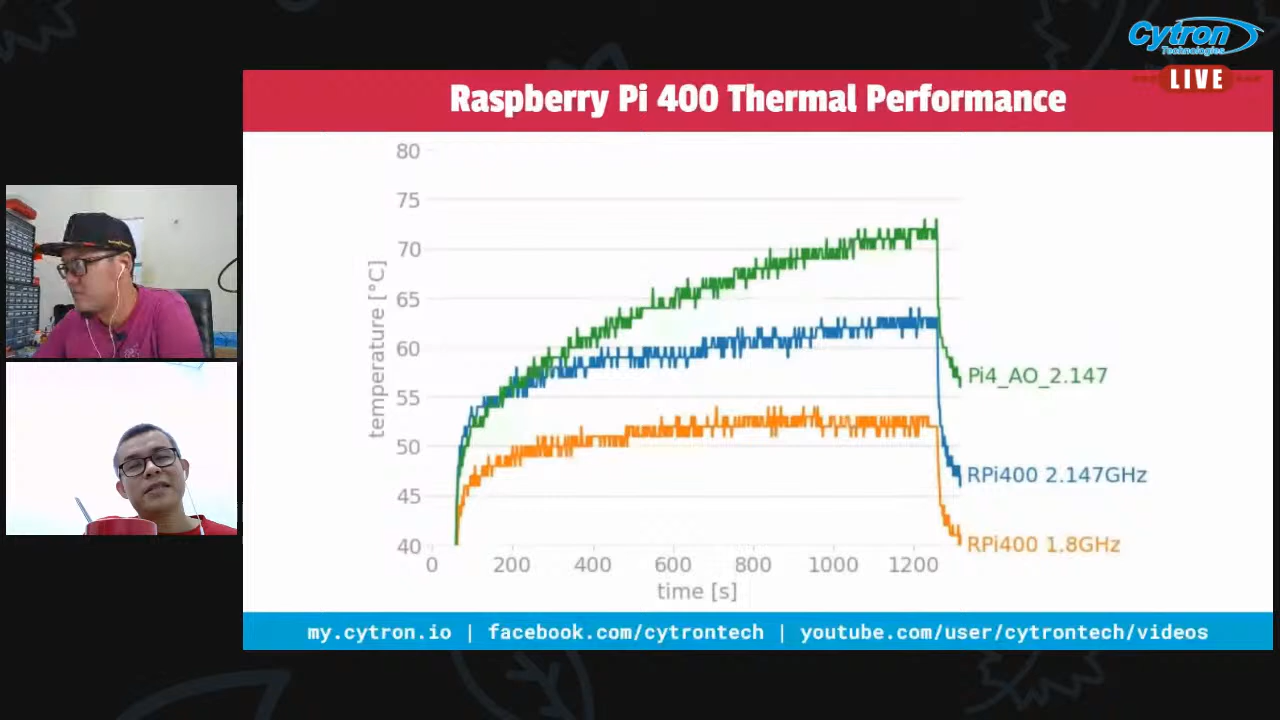 Cytron
Technologies
LIVE
Raspberry Pi 400 Thermal Performance
80
75
70
65
60
55
50
45
40
temperature [°C]
0 200 400 600 800 1000 1200
time [s]
Pi4_AO_2.147
RPi400 2.147GHz
RPi400 1.8GHz
my.cytron.io | facebook.com/cytrontech | youtube.com/user/cytrontech/videos